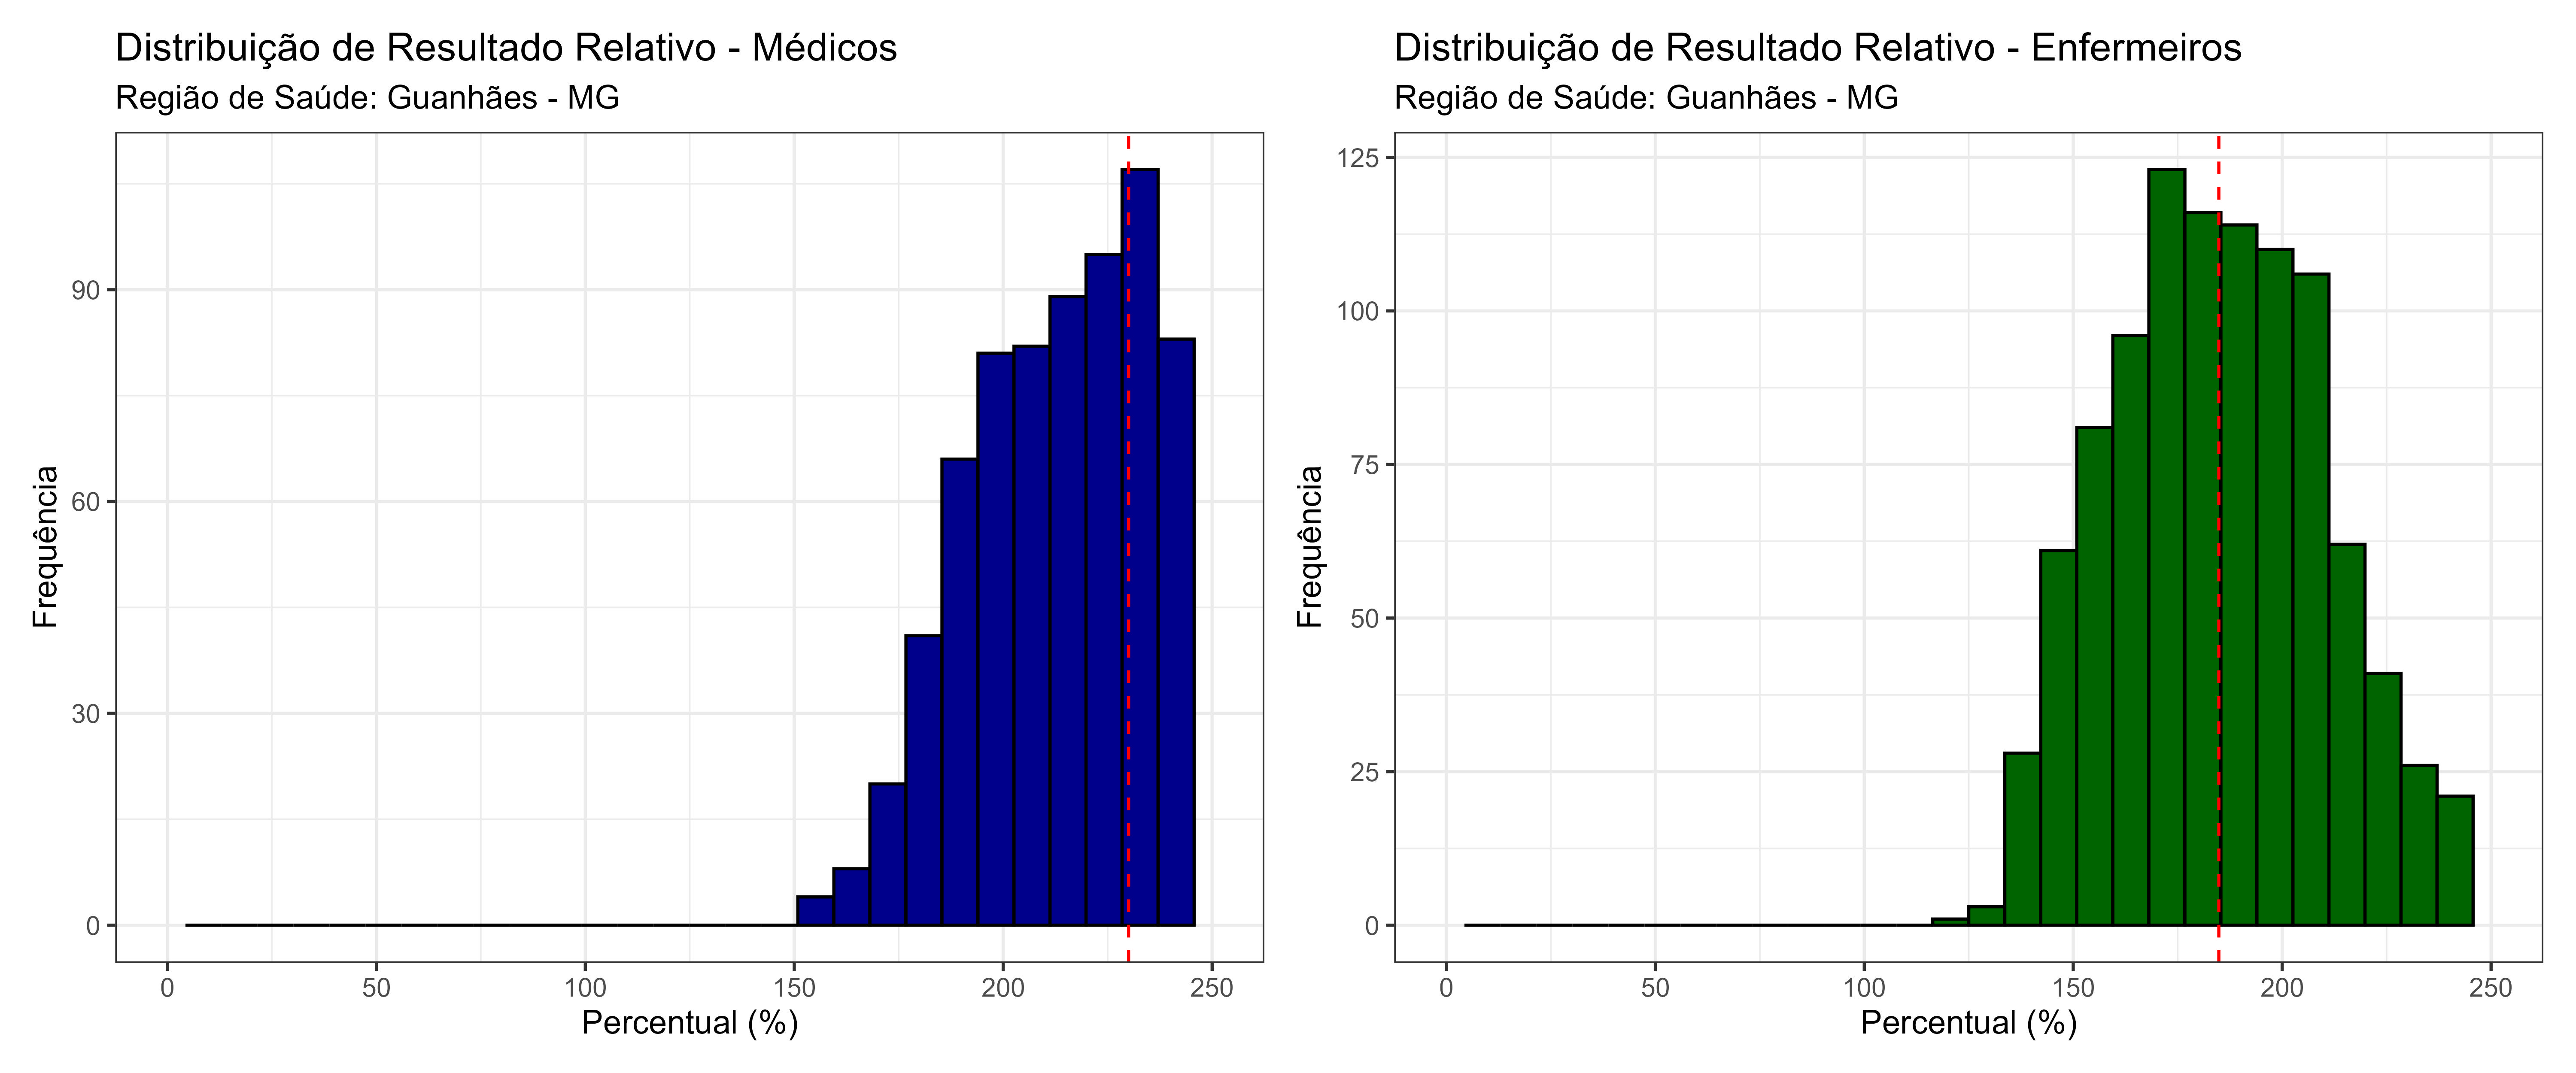 Distribuição de Resultado Relativo - Médicos
Região de Saúde: Guanhães - MG
Frequência
90
60
30
0
0 50 100 150 200 250
Percentual (%)
Distribuição de Resultado Relativo - Enfermeiros
Região de Saúde: Guanhães - MG
Frequência
125
100
75
50
25
0
0 50 100 150 200 250
Percentual (%)